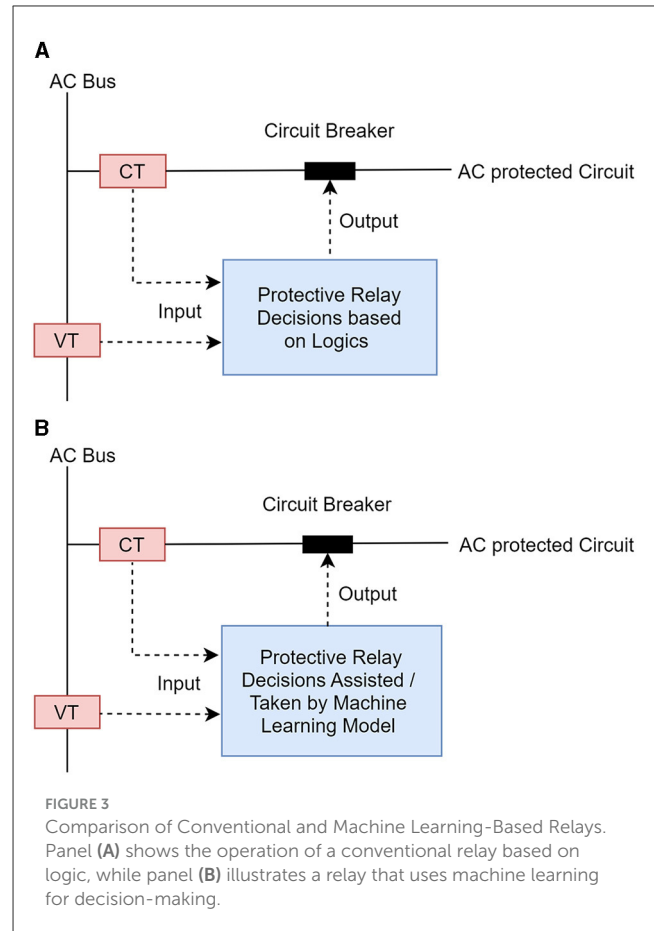 A
AC Bus
Circuit Breaker
CT
AC protected Circuit
Output
Protective Relay
Decisions based
on Logics
Input
VT
B
AC Bus
Circuit Breaker
CT
AC protected Circuit
Output
Protective Relay
Decisions Assisted /
Taken by Machine
Learning Model
Input
VT
FIGURE 3
Comparison of Conventional and Machine Learning-Based Relays.
Panel (A) shows the operation of a conventional relay based on
logic, while panel (B) illustrates a relay that uses machine learning
for decision-making.